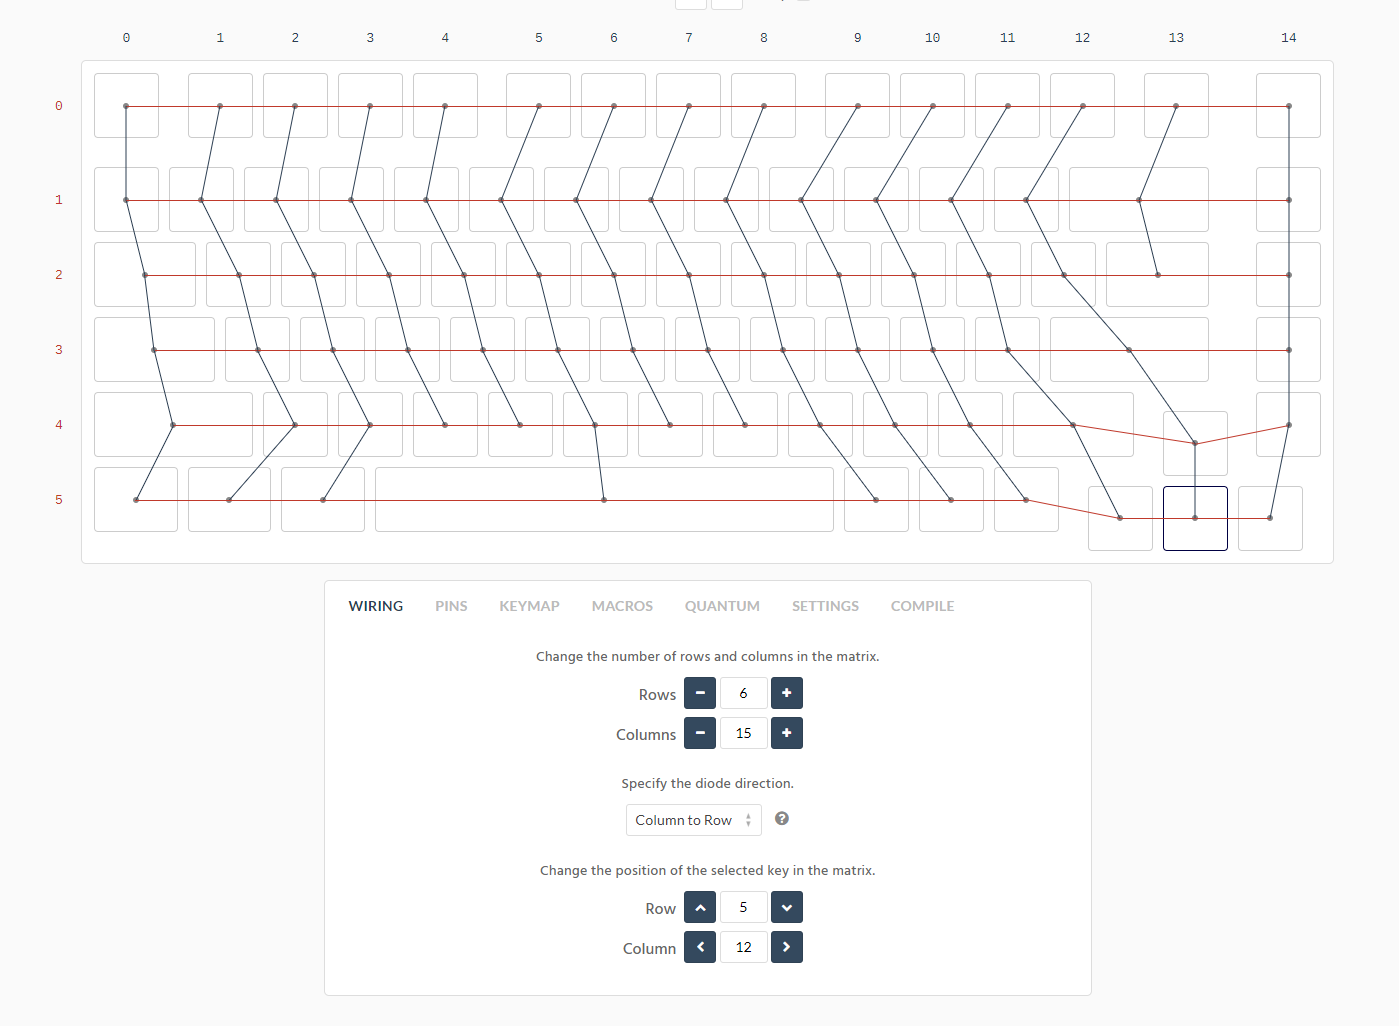 0 1 2 3 4 5 6 7 8 9 10 11 12 13 14
0
1
2
3
4
5
WIRING PINS KEYMAP MACROS QUANTUM SETTINGS COMPILE
Change the number of rows and columns in the matrix.
Rows − 6 +
Columns − 15 +
Specify the diode direction.
Column to Row ?
Change the position of the selected key in the matrix.
Row 5
Column 12